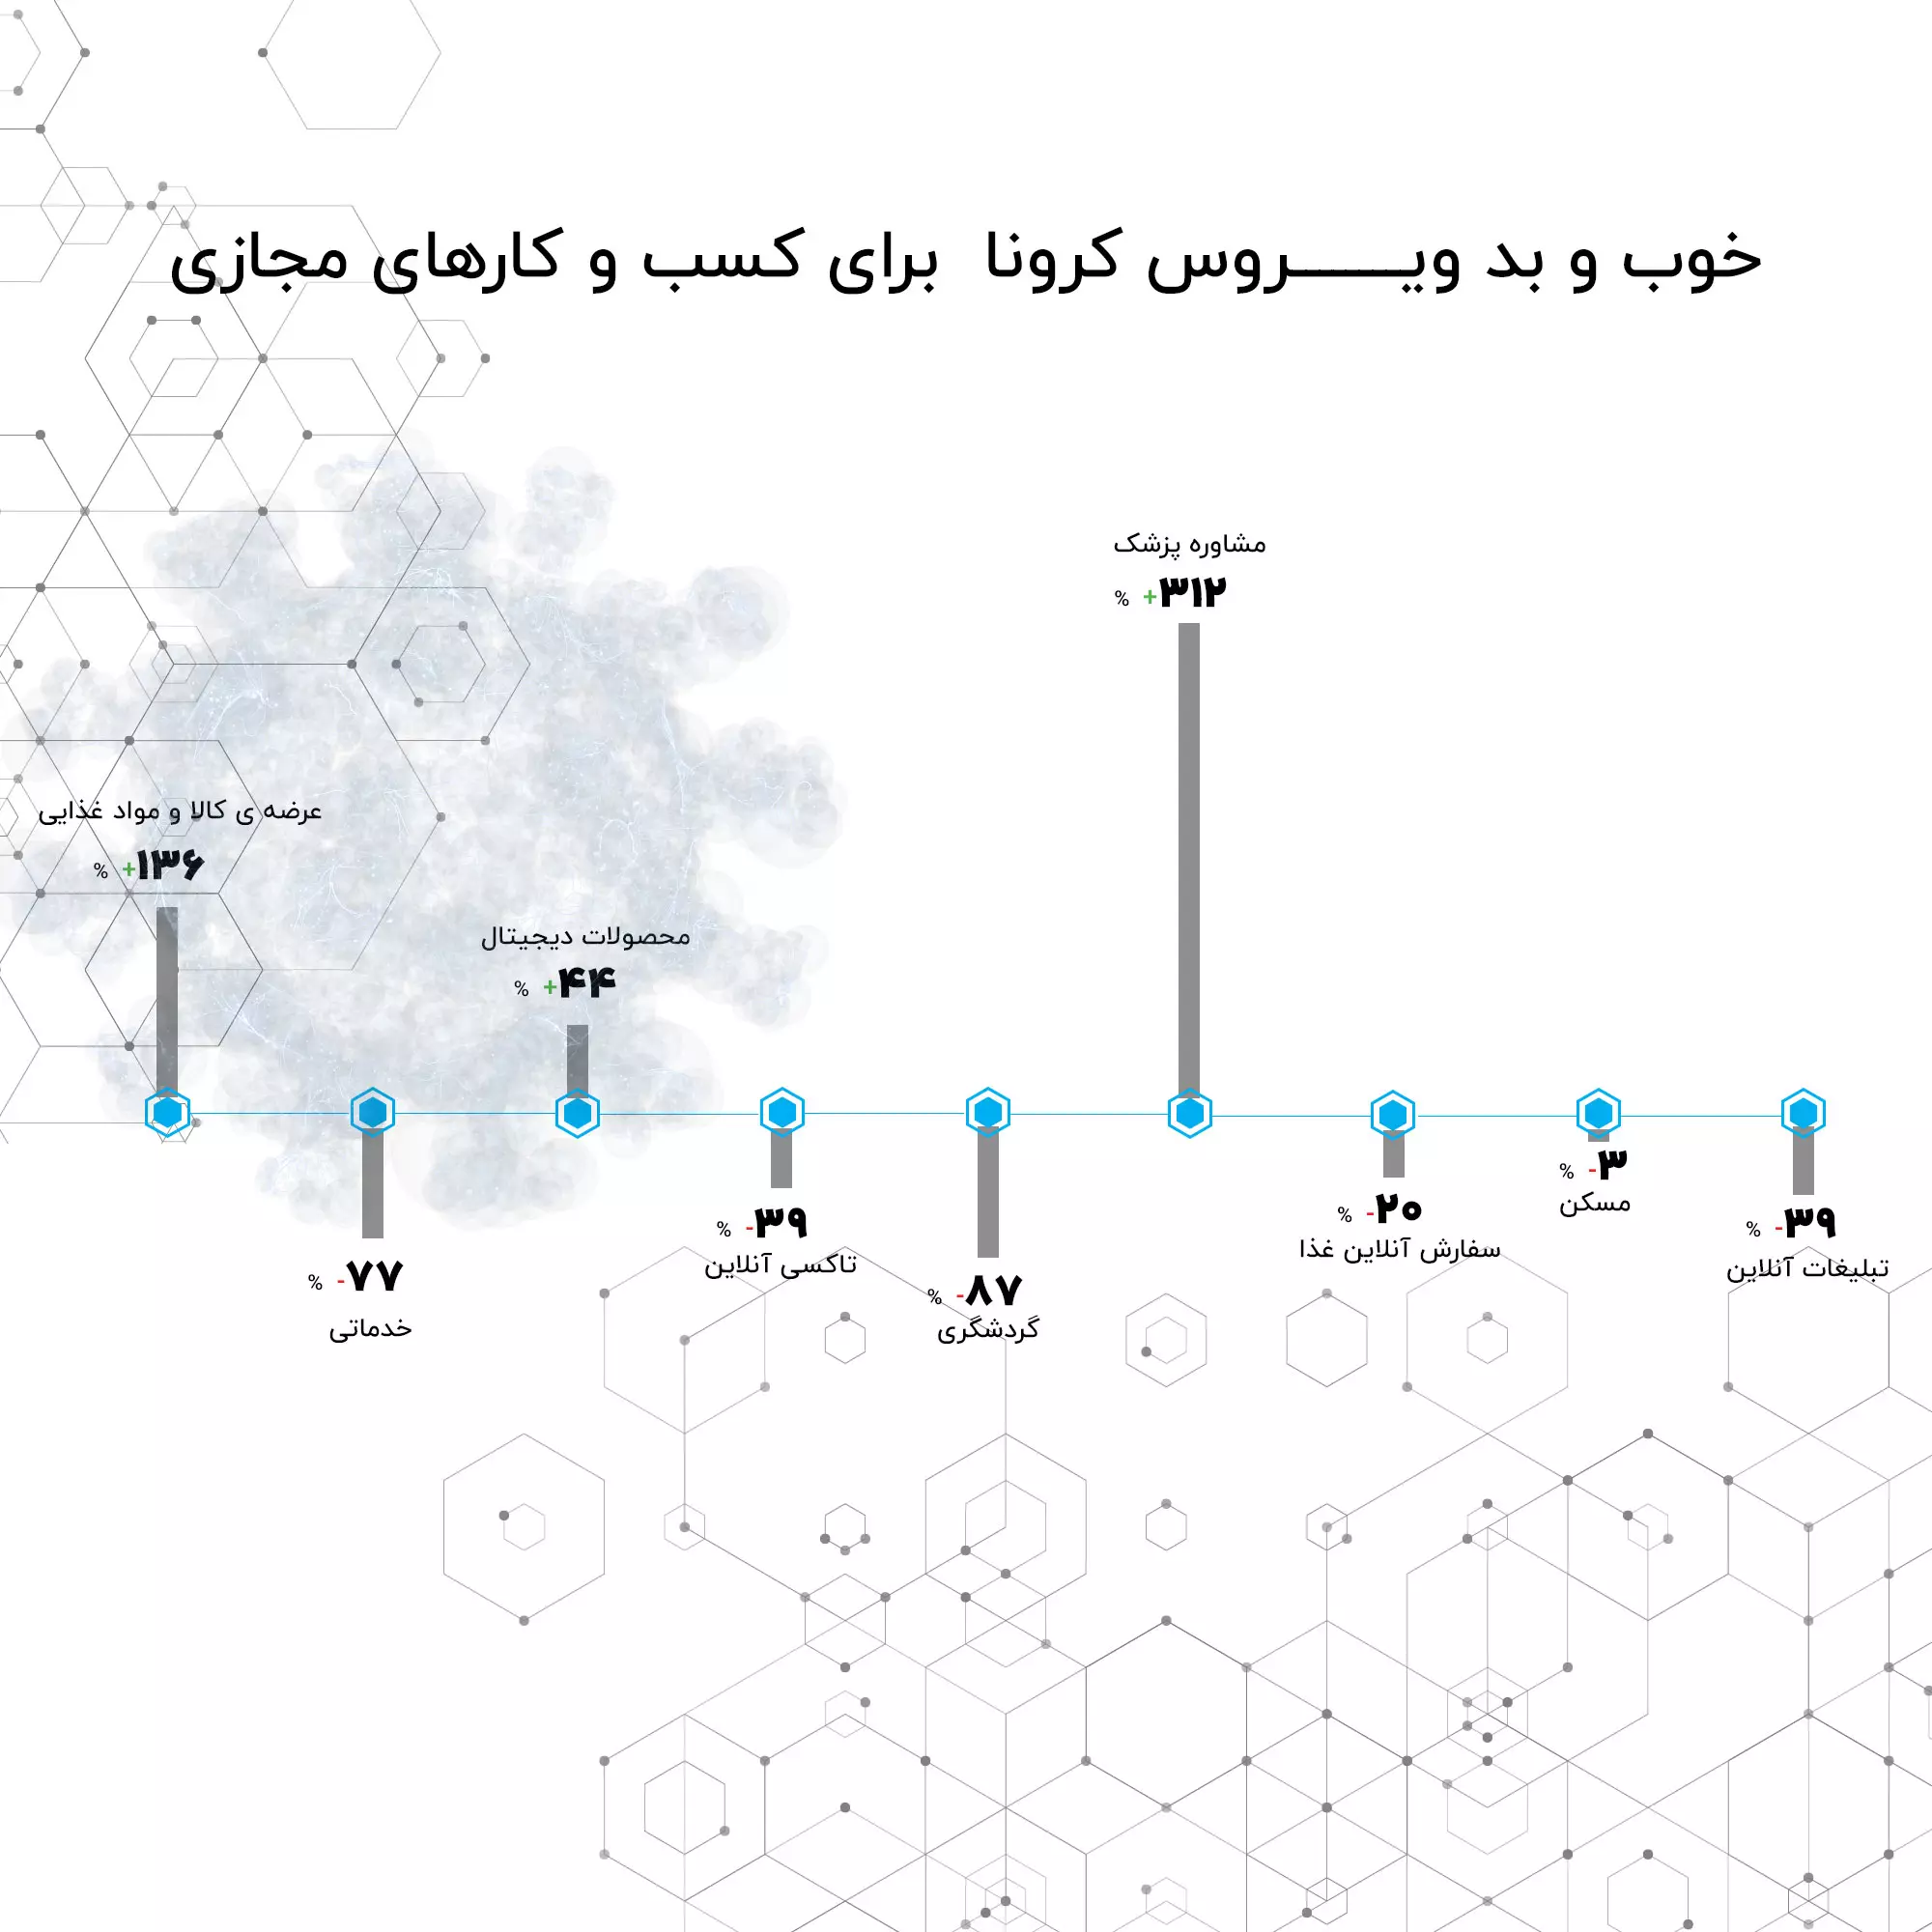 خوب و بد ویـــــــروس کرونا برای کسب و کارهای مجازی
مشاوره پزشک
% +۳۱۲
عرضه ی کالا و مواد غذایی
% +۱۳۶
محصولات دیجیتال
% +۴۴
% -۳
مسکن
% -۲۰
سفارش آنلاین غذا
% -۳۹
تبلیغات آنلاین
% -۳۹
تاکسی آنلاین
% -۸۷
گردشگری
% -۷۷
خدماتی